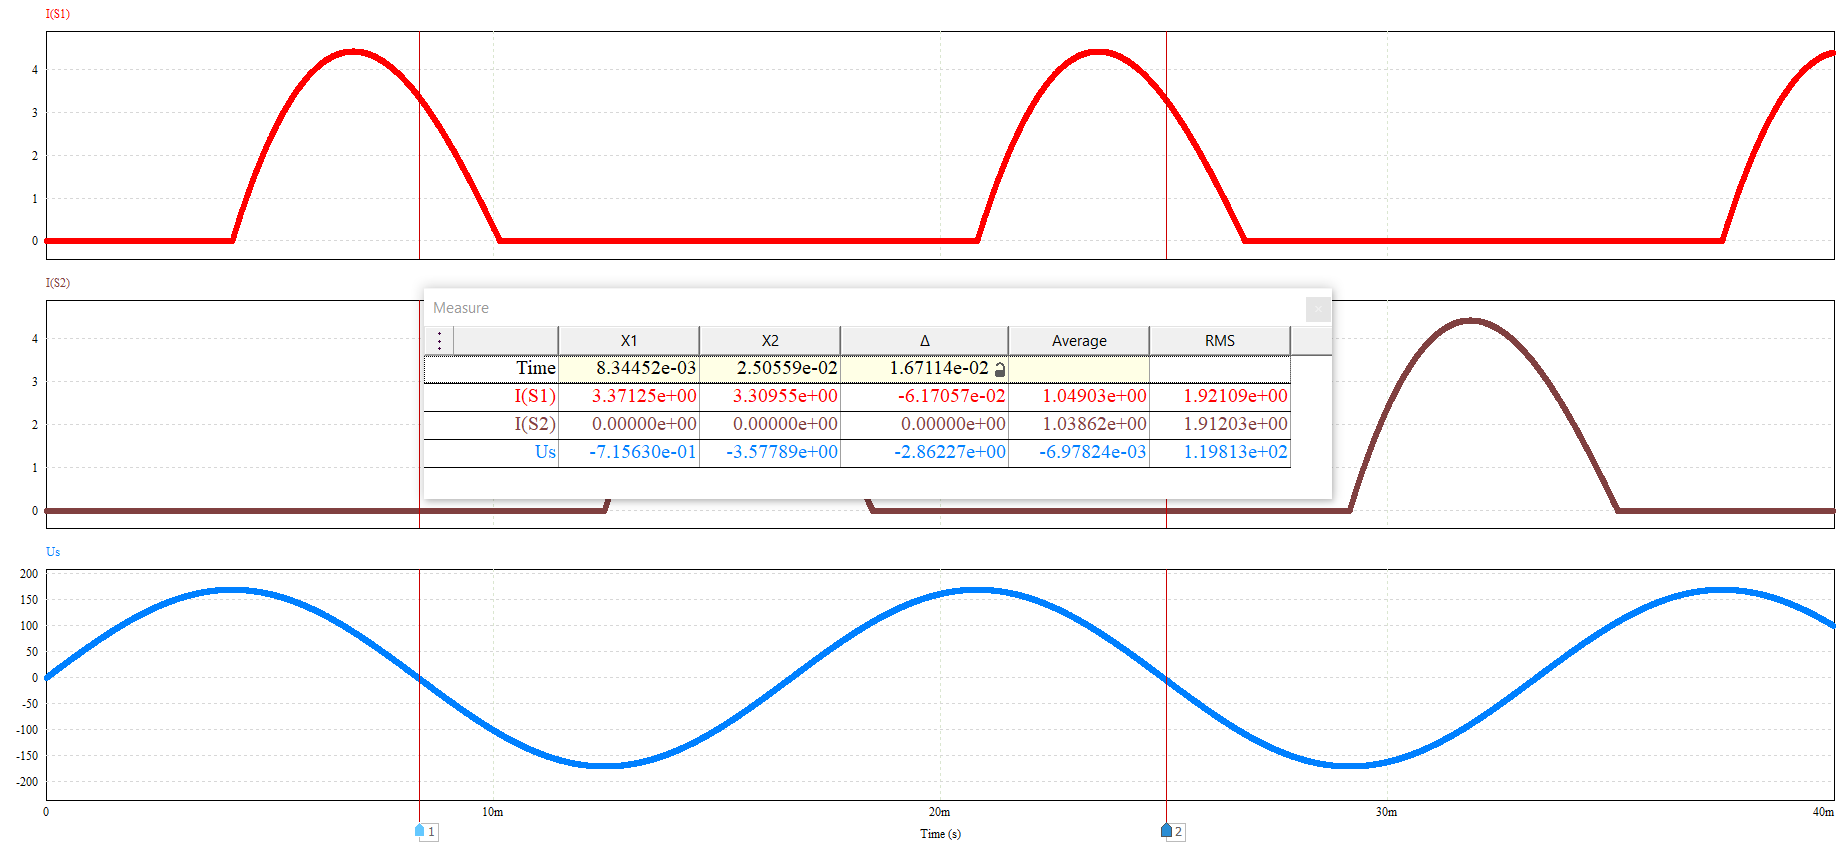 I(S1)
4
3
2
1
0
I(S2)
4
3
2
1
0
Measure
X1 X2 Δ Average RMS
Time 8.34452e-03 2.50559e-02 1.67114e-02
I(S1) 3.37125e+00 3.30955e+00 -6.17057e-02 1.04903e+00 1.92109e+00
I(S2) 0.00000e+00 0.00000e+00 0.00000e+00 1.03862e+00 1.91203e+00
Us -7.15630e-01 -3.57789e+00 -2.86227e+00 -6.97824e-03 1.19813e+02
Us
200
150
100
50
0
-50
-100
-150
-200
0 10m 20m 30m 40m
1 Time (s) 2